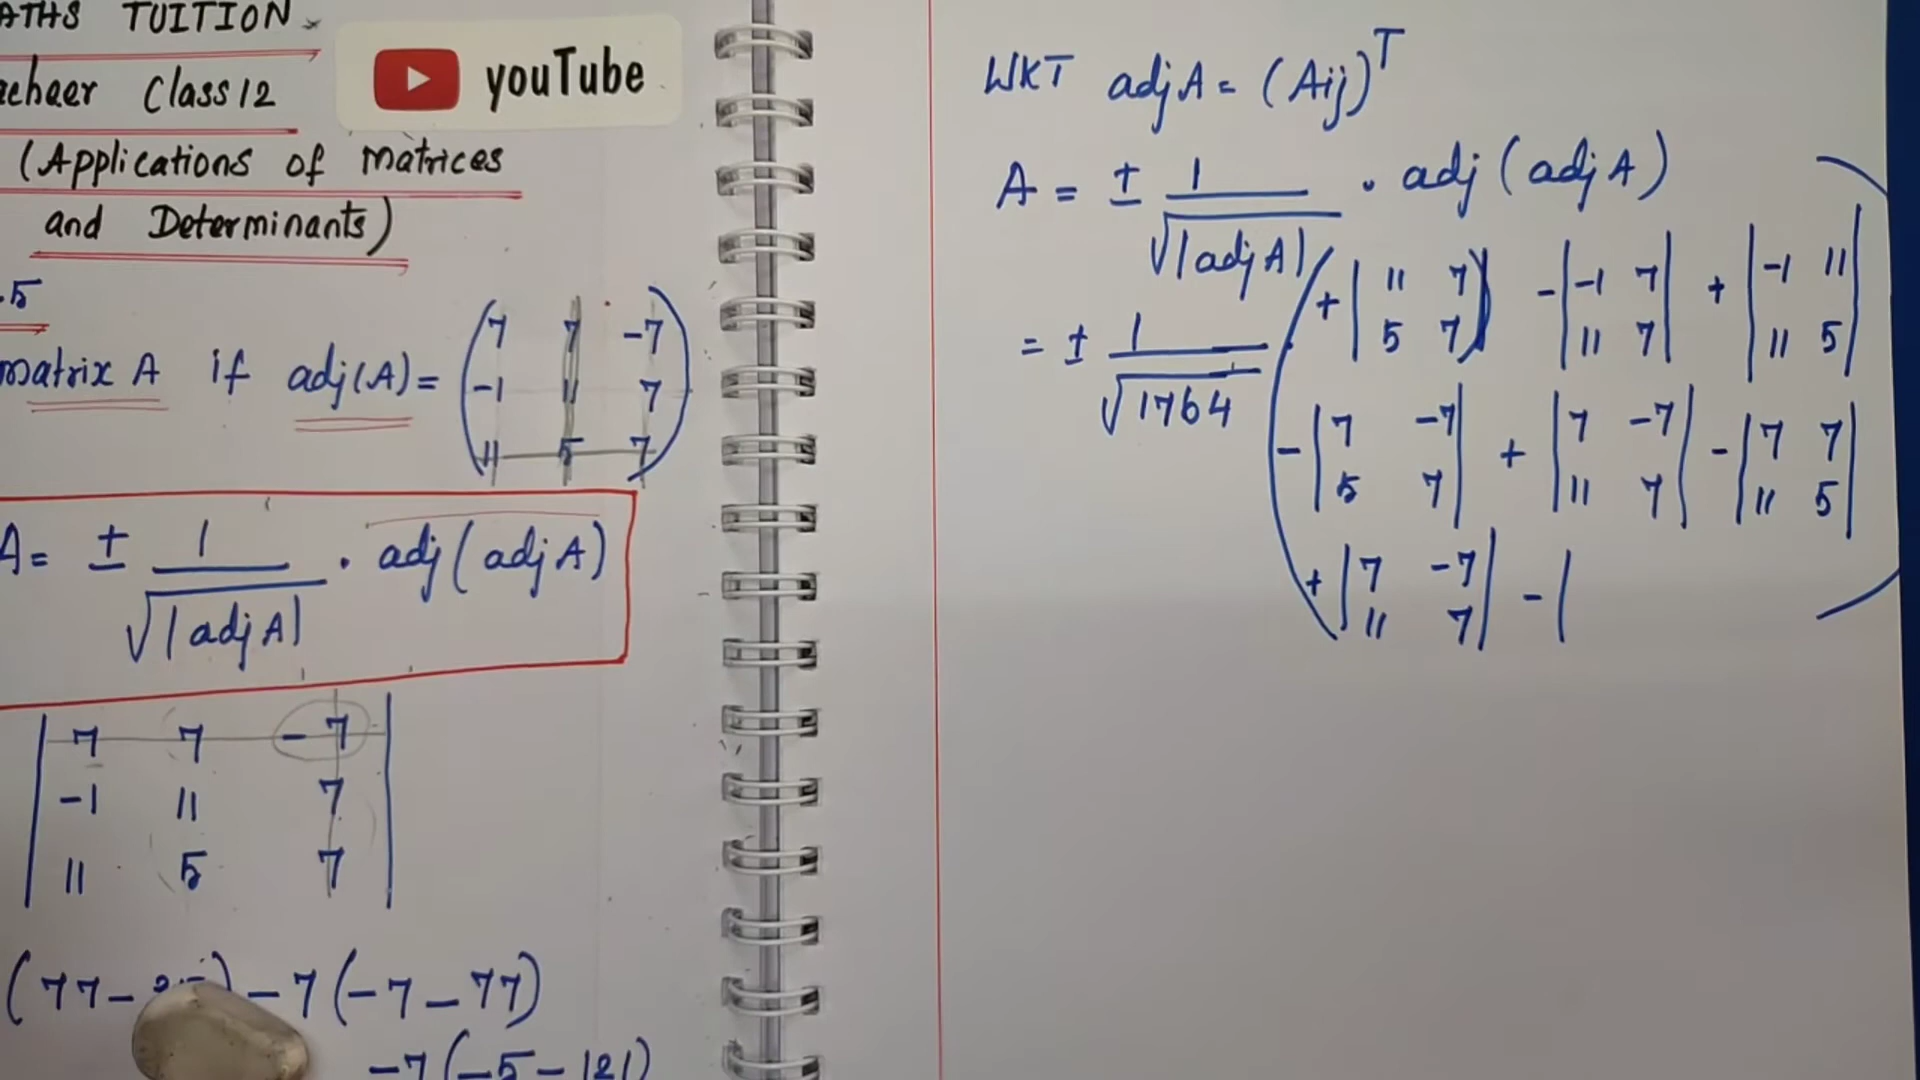 MATHS TUITION
Class 12
youTube
(Applications of Matrices
and Determinants)
.5
matrix A if adj(A) = ( 7 7 -7
-1 11 7
11 5 7 )
A = ± 1 / √|adj A| . adj (adj A)
| 7 7 -7 |
| -1 11 7 |
| 11 5 7 |
(77 - ) - 7 (-7 - 77)
-7 (-5 - 121)
WKT adj A = (Aij)^T
A = ± 1 / √|adj A| . adj (adj A)
= ± 1 / √1764 . ( + | 11 7 | - | -1 7 | + | -1 11 |
| 5 7 | | 11 7 | | 11 5 |
- | 7 -7 | + | 7 -7 | - | 7 7 |
| 5 7 | | 11 7 | | 11 5 |
+ | 7 -7 | - |
| 11 7 | )